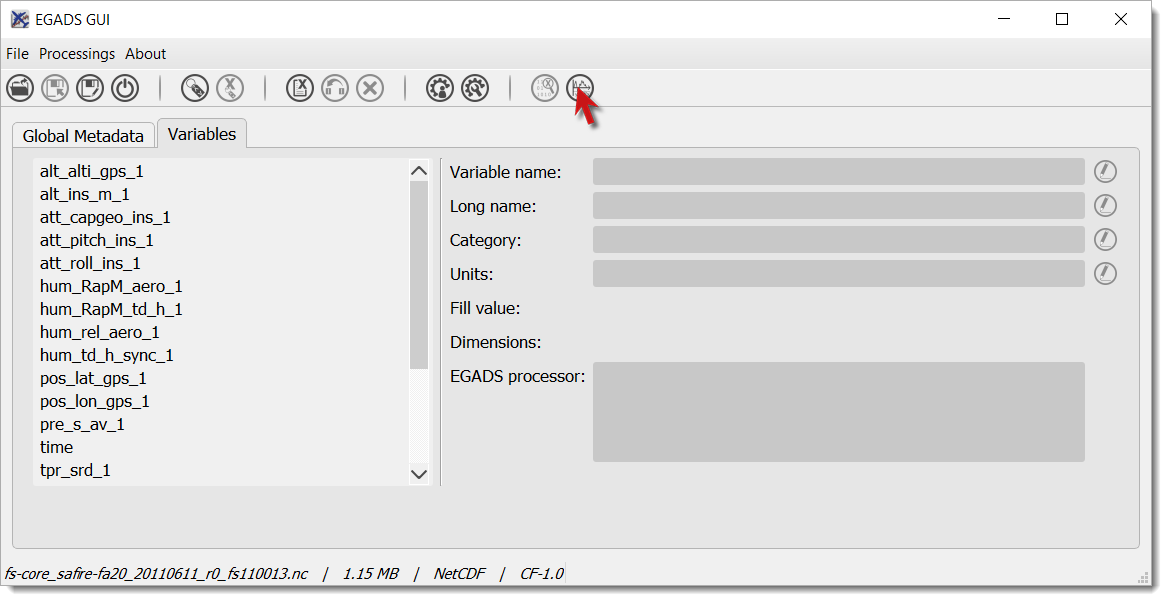 EGADS GUI
File Processings About
Global Metadata Variables
alt_alti_gps_1
alt_ins_m_1
att_capgeo_ins_1
att_pitch_ins_1
att_roll_ins_1
hum_RapM_aero_1
hum_RapM_td_h_1
hum_rel_aero_1
hum_td_h_sync_1
pos_lat_gps_1
pos_lon_gps_1
pre_s_av_1
time
tpr_srd_1
Variable name:
Long name:
Category:
Units:
Fill value:
Dimensions:
EGADS processor:
fs-core_safire-fa20_20110611_r0_fs110013.nc | 1.15 MB | NetCDF | CF-1.0